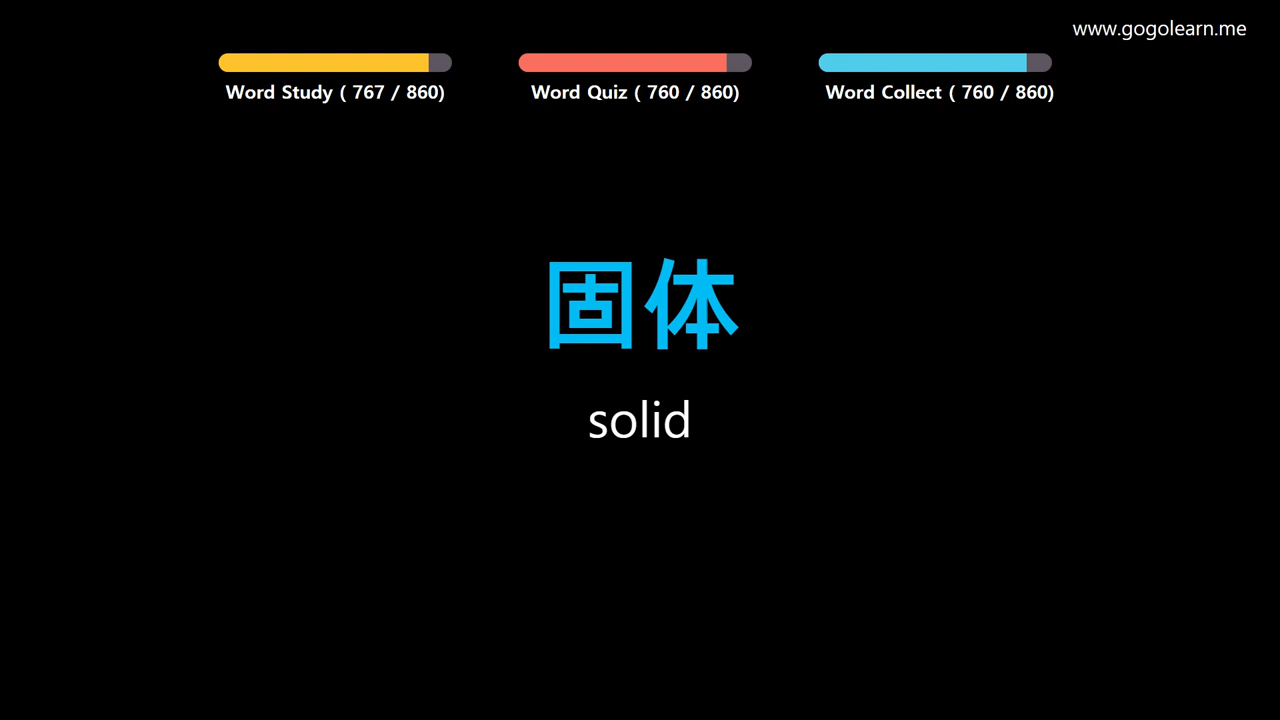 www.gogolearn.me
Word Study ( 767 / 860)
Word Quiz ( 760 / 860)
Word Collect ( 760 / 860)
固体
solid